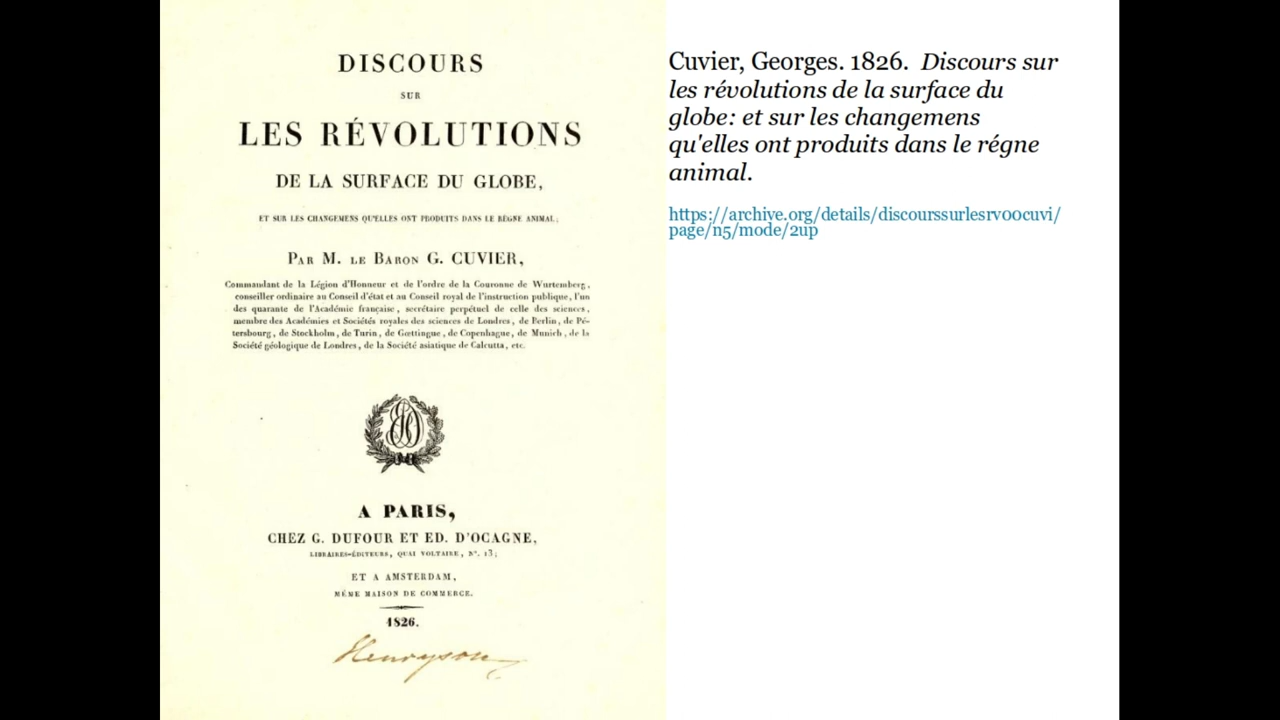 DISCOURS
SUR
LES RÉVOLUTIONS
DE LA SURFACE DU GLOBE,
ET SUR LES CHANGEMENS QU'ELLES ONT PRODUITS DANS LE RÈGNE ANIMAL;
PAR M. LE BARON G. CUVIER,
Commandant de la Légion d'Honneur et de l'ordre de la Couronne de Wurtemberg,
conseiller ordinaire au Conseil d'état et au Conseil royal de l'instruction publique, l'un
des quarante de l'Académie française, secrétaire perpétuel de celle des sciences,
membre des Académies et Sociétés royales des sciences de Londres, de Berlin, de Pé-
tersbourg, de Stockholm, de Turin, de Gœttingue, de Copenhague, de Munich, de la
Société géologique de Londres, de la Société asiatique de Calcutta, etc.
A PARIS,
CHEZ G. DUFOUR ET ED. D'OCAGNE,
LIBRAIRES-ÉDITEURS, QUAI VOLTAIRE, N°. 13;
ET A AMSTERDAM,
MÊME MAISON DE COMMERCE.
1826.
Henryson
Cuvier, Georges. 1826. Discours sur
les révolutions de la surface du
globe: et sur les changemens
qu'elles ont produits dans le régne
animal.
https://archive.org/details/discourssurlesrv00cuvi/
page/n5/mode/2up